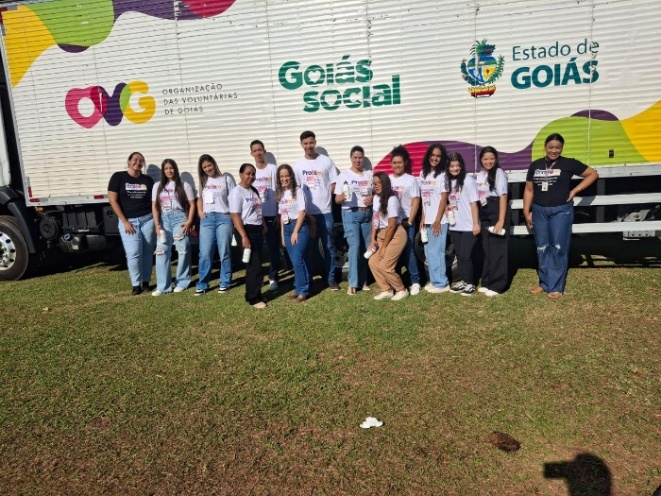 OVG
ORGANIZAÇÃO
DAS VOLUNTÁRIAS
DE GOIÁS
Goiás
social
Estado de
GOIÁS